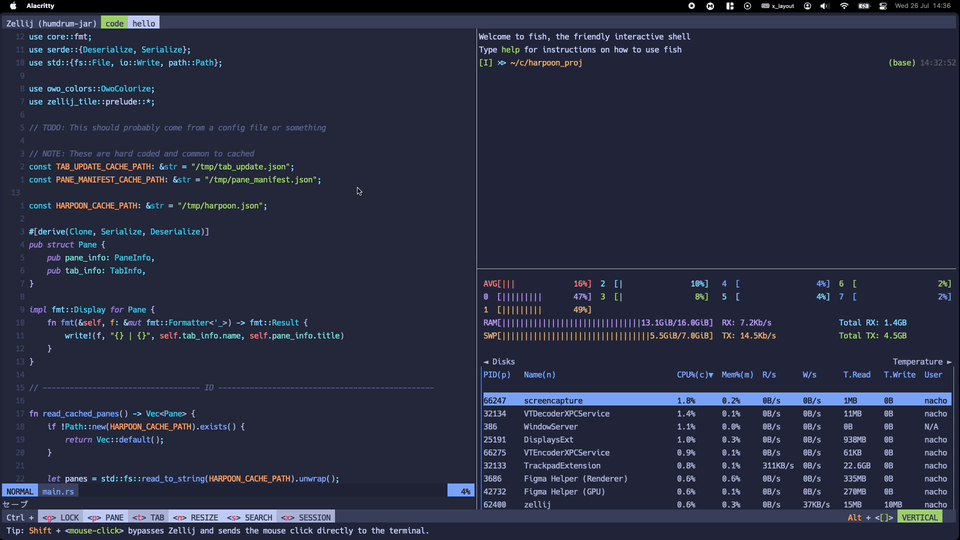 Alacritty
x_layout
Wed 26 Jul 14:36
Zellij (humdrum-jar) code hello
12 use core::fmt;
11 use serde::{Deserialize, Serialize};
10 use std::{fs::File, io::Write, path::Path};
9
8 use owo_colors::OwoColorize;
7 use zellij_tile::prelude::*;
6
5 // TODO: This should probably come from a config file or something
4
3 // NOTE: These are hard coded and common to cached
2 const TAB_UPDATE_CACHE_PATH: &str = "/tmp/tab_update.json";
1 const PANE_MANIFEST_CACHE_PATH: &str = "/tmp/pane_manifest.json";
13
1 const HARPOON_CACHE_PATH: &str = "/tmp/harpoon.json";
2
3 #[derive(Clone, Serialize, Deserialize)]
4 pub struct Pane {
5 pub pane_info: PaneInfo,
6 pub tab_info: TabInfo,
7 }
8
9 impl fmt::Display for Pane {
10 fn fmt(&self, f: &mut fmt::Formatter<'_>) -> fmt::Result {
11 write!(f, "{} | {}", self.tab_info.name, self.pane_info.title)
12 }
13 }
14
15 // -------------------------------------- IO --------------------------------------------------
16
17 fn read_cached_panes() -> Vec<Pane> {
18 if !Path::new(HARPOON_CACHE_PATH).exists() {
19 return Vec::default();
20 }
21
22 let panes = std::fs::read_to_string(HARPOON_CACHE_PATH).unwrap();
NORMAL main.rs 4%
セーブ
Welcome to fish, the friendly interactive shell
Type help for instructions on how to use fish
[I] ⋊> ~/c/harpoon_proj (base) 14:32:52
AVG[||| 16%] 2 [| 10%] 4 [ 4%] 6 [ 2%]
0 [||||||||| 47%] 3 [| 8%] 5 [ 4%] 7 [ 2%]
1 [||||||||| 49%]
RAM[||||||||||||||||||||||||||||||13.1GiB/16.0GiB] RX: 7.2Kb/s Total RX: 1.4GB
SWP[||||||||||||||||||||||||||||||||5.5GiB/7.0GiB] TX: 14.5Kb/s Total TX: 4.5GB
◄ Disks Temperature ►
PID(p) Name(n) CPU%(c)▼ Mem%(m) R/s W/s T.Read T.Write User
66247 screencapture 1.8% 0.2% 0B/s 0B/s 1MB 0B nacho
32134 VTDecoderXPCService 1.4% 0.1% 0B/s 0B/s 11MB 0B nacho
386 WindowServer 1.1% 0.0% 0B/s 0B/s 0B 0B N/A
25191 DisplaysExt 1.0% 0.3% 0B/s 0B/s 938MB 0B nacho
66275 VTEncoderXPCService 0.9% 0.1% 0B/s 0B/s 61KB 0B nacho
32133 TrackpadExtension 0.8% 0.1% 311KB/s 0B/s 22.6GB 0B nacho
3686 Figma Helper (Renderer) 0.6% 0.6% 0B/s 0B/s 335MB 0B nacho
42732 Figma Helper (GPU) 0.6% 0.1% 0B/s 0B/s 270MB 0B nacho
62400 zellij 0.6% 0.3% 0B/s 37KB/s 15MB 10MB nacho
Ctrl + <g> LOCK <p> PANE <t> TAB <n> RESIZE <s> SEARCH <o> SESSION Alt + <[]> VERTICAL
Tip: Shift + <mouse-click> bypasses Zellij and sends the mouse click directly to the terminal.